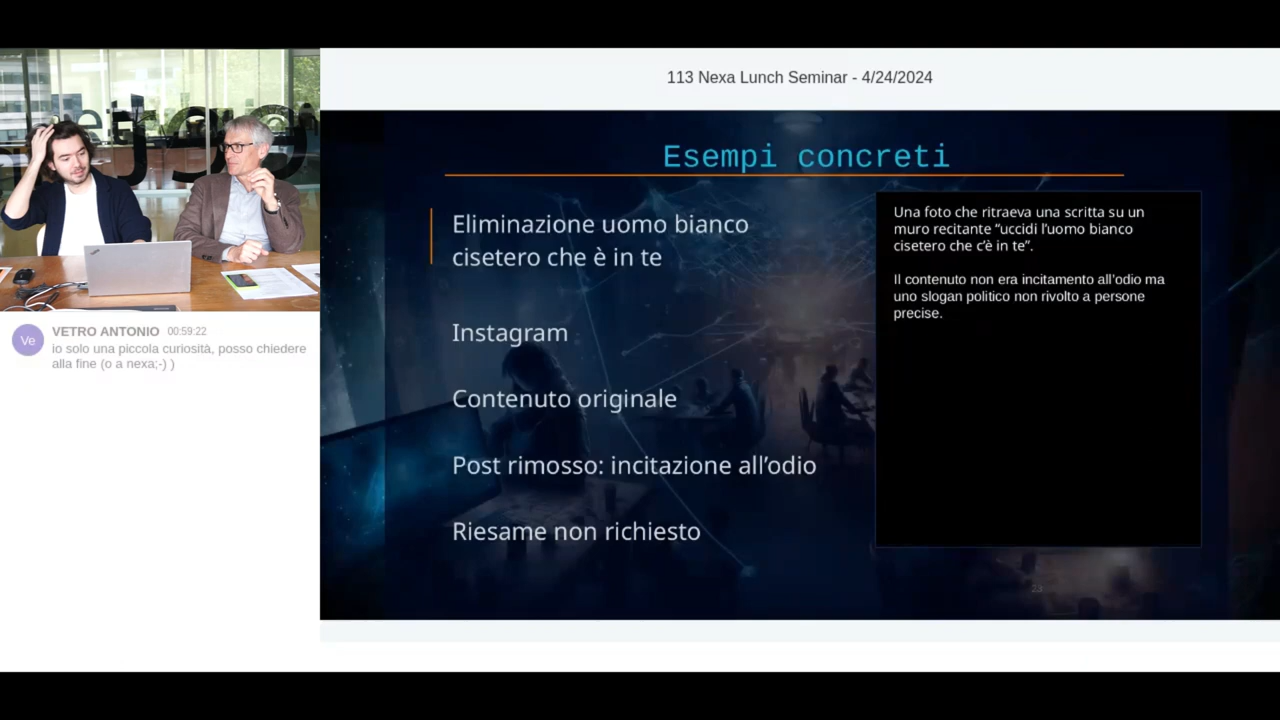 113 Nexa Lunch Seminar - 4/24/2024
Esempi concreti
Eliminazione uomo bianco
cisetero che è in te
Instagram
Contenuto originale
Post rimosso: incitazione all’odio
Riesame non richiesto
Una foto che ritraeva una scritta su un
muro recitante “uccidi l’uomo bianco
cisetero che c’è in te”.
Il contenuto non era incitamento all’odio ma
uno slogan politico non rivolto a persone
precise.
23
Ve
VETRO ANTONIO 00:59:22
io solo una piccola curiosità, posso chiedere
alla fine (o a nexa;-) )